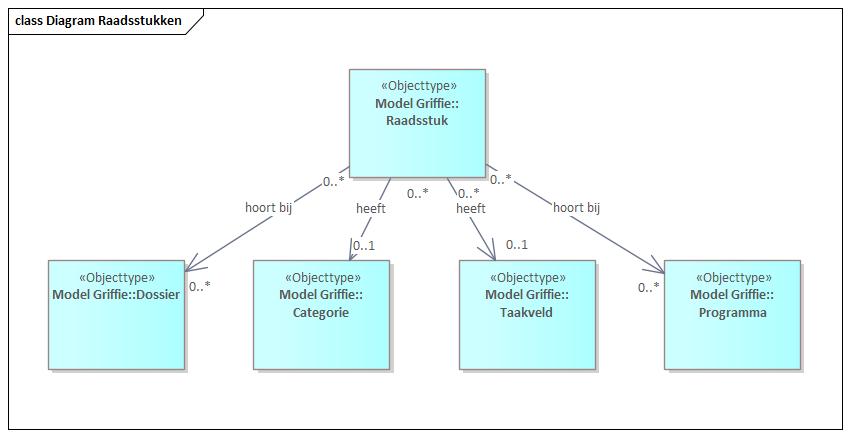 class Diagram Raadsstukken
«Objecttype»
Model Griffie::
Raadsstuk
0..*
0..*
0..*
0..*
hoort bij
heeft
heeft
hoort bij
0..1
0..1
0..*
0..*
«Objecttype»
Model Griffie::Dossier
«Objecttype»
Model Griffie::
Categorie
«Objecttype»
Model Griffie::
Taakveld
«Objecttype»
Model Griffie::
Programma